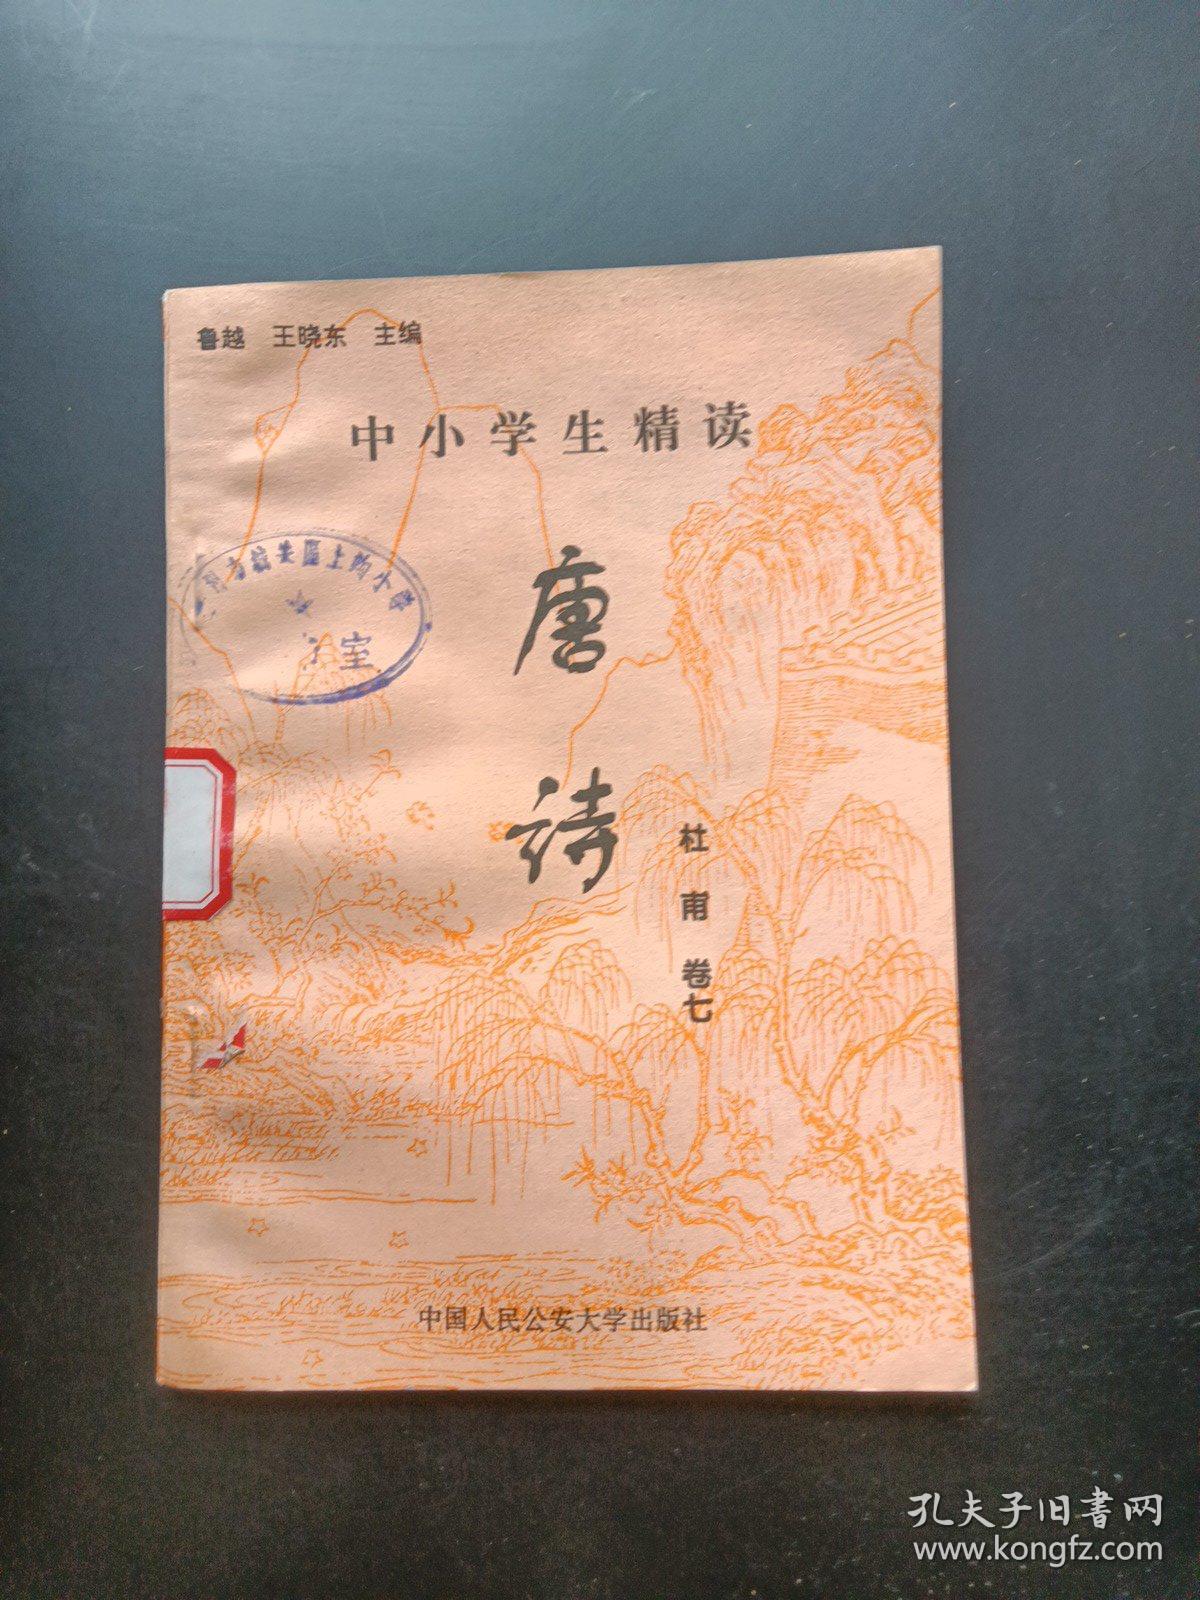 鲁越 王晓东 主编
中小学生精读
唐诗
杜甫 卷七
室
中国人民公安大学出版社
孔夫子旧书网
www.kongfz.com